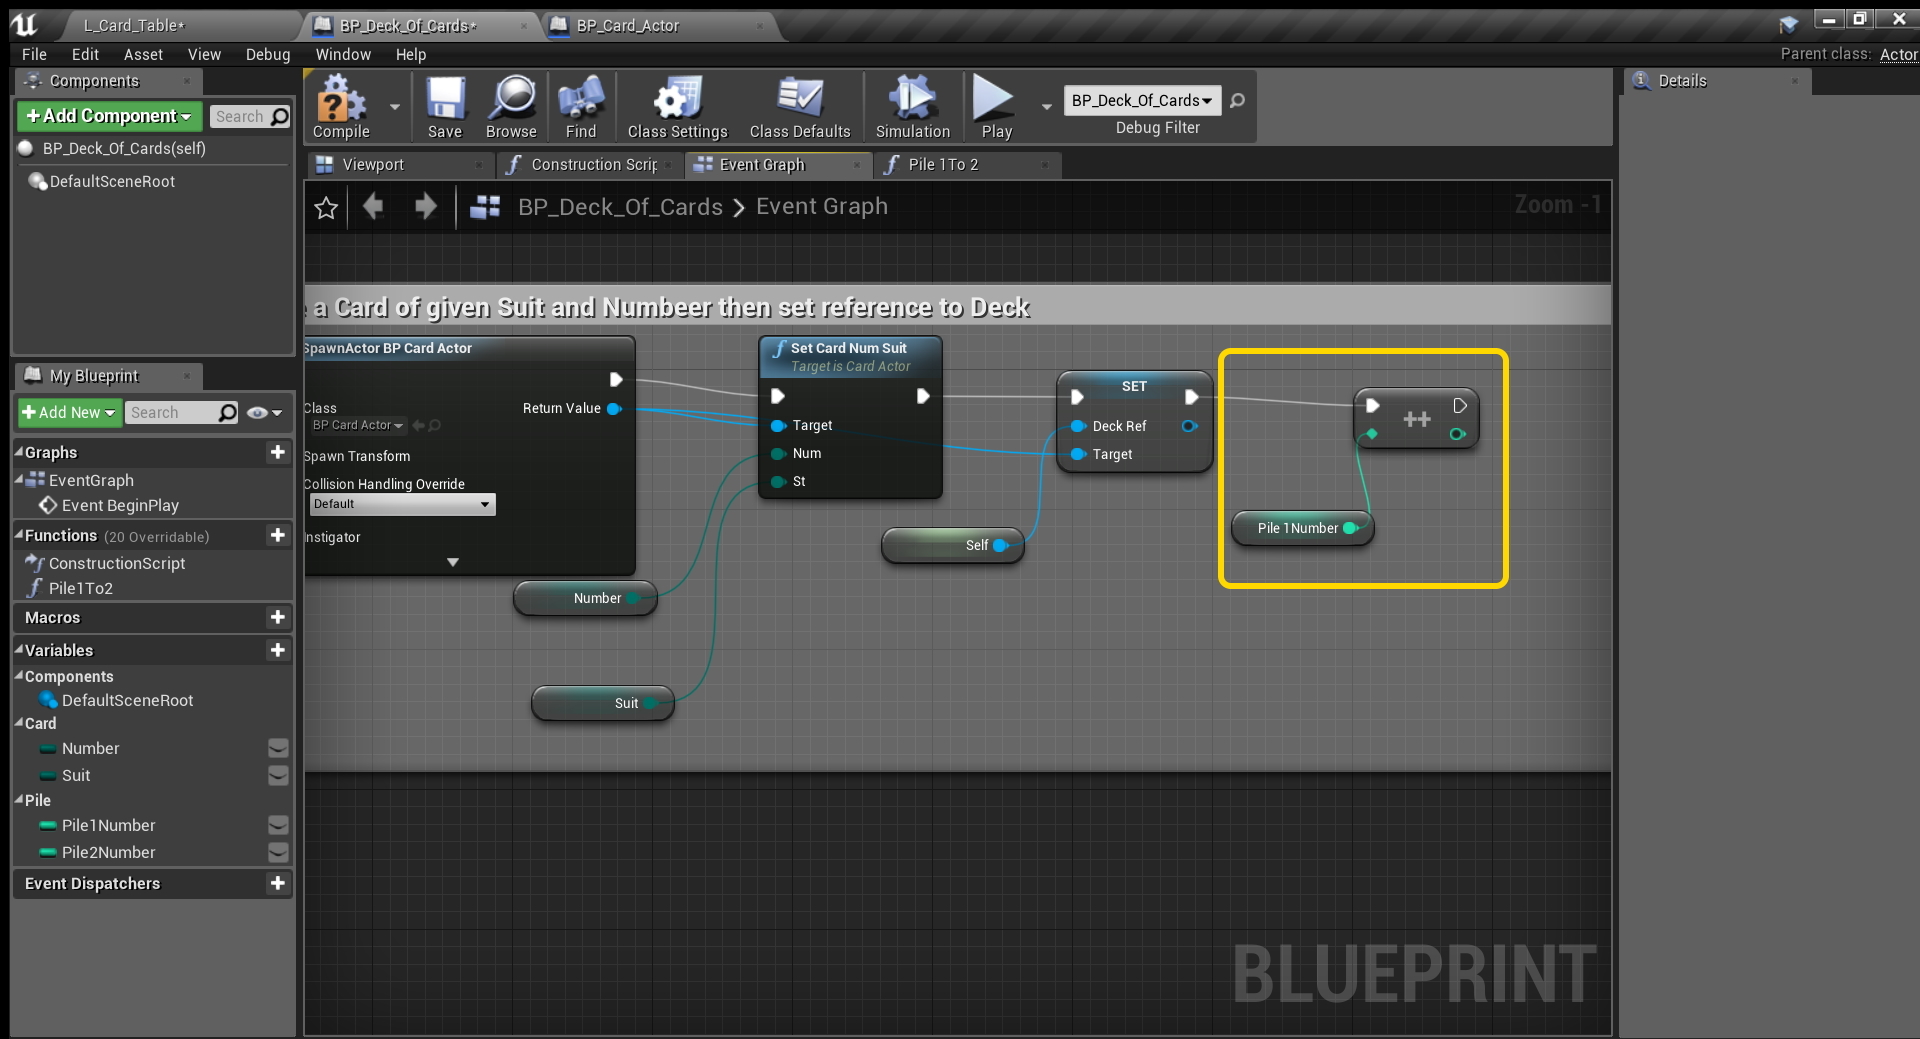 L_Card_Table*
BP_Deck_Of_Cards*
BP_Card_Actor
File Edit Asset View Debug Window Help
Parent class: Actor
Components
Details
+Add Component
Search
BP_Deck_Of_Cards(self)
DefaultSceneRoot
Compile
Save
Browse
Find
Class Settings
Class Defaults
Simulation
Play
BP_Deck_Of_Cards
Debug Filter
Viewport
Construction Scrip
Event Graph
Pile 1To 2
BP_Deck_Of_Cards > Event Graph
Zoom -1
a Card of given Suit and Numbeer then set reference to Deck
SpawnActor BP Card Actor
Class
BP Card Actor
Return Value
Spawn Transform
Collision Handling Override
Default
Instigator
Set Card Num Suit
Target is Card Actor
Target
Num
St
SET
Deck Ref
Target
++
Pile 1Number
Self
Number
Suit
My Blueprint
+Add New
Search
Graphs
EventGraph
Event BeginPlay
Functions (20 Overridable)
ConstructionScript
Pile1To2
Macros
Variables
Components
DefaultSceneRoot
Card
Number
Suit
Pile
Pile1Number
Pile2Number
Event Dispatchers
BLUEPRINT